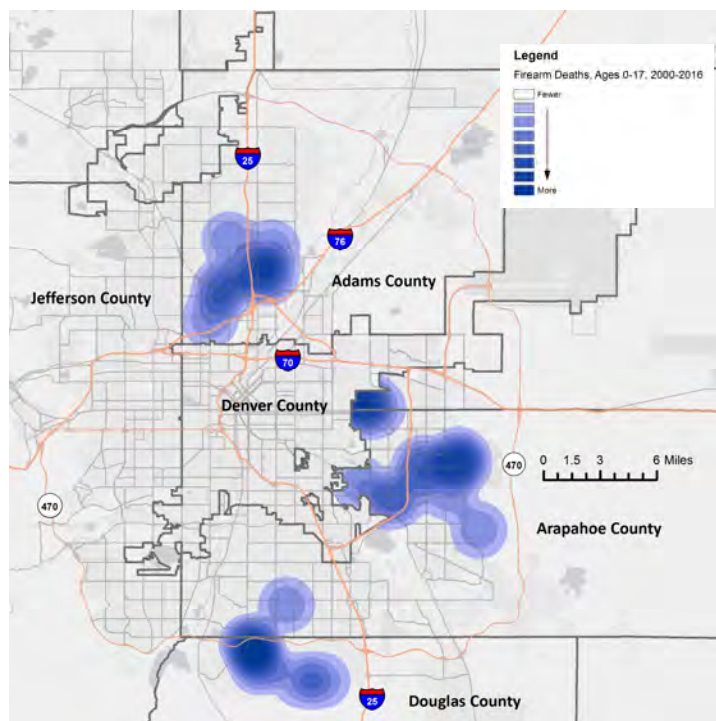 Legend
Firearm Deaths, Ages 0-17, 2000-2016
Fewer
More
25
76
Adams County
Jefferson County
70
Denver County
470
0 1.5 3 6 Miles
470
Arapahoe County
Douglas County
25